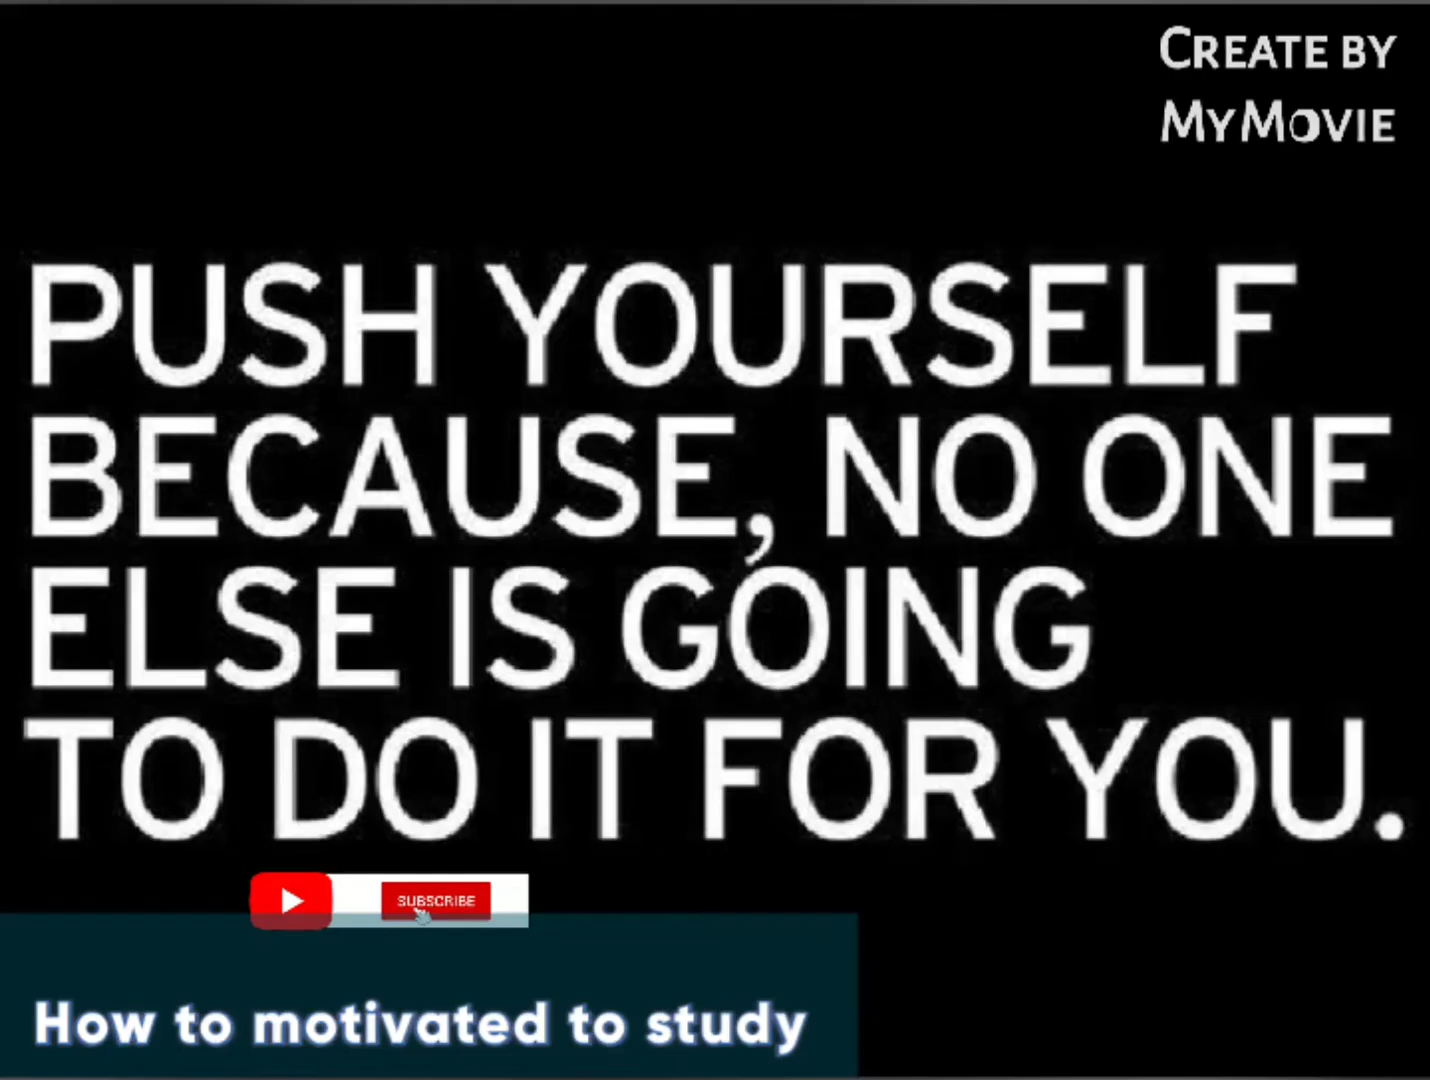 CREATE BY
MYMOVIE
PUSH YOURSELF
BECAUSE, NO ONE
ELSE IS GOING
TO DO IT FOR YOU.
SUBSCRIBE
How to motivated to study